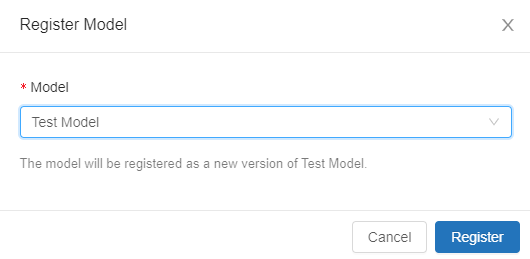 Register Model
* Model
Test Model
The model will be registered as a new version of Test Model.
Cancel Register